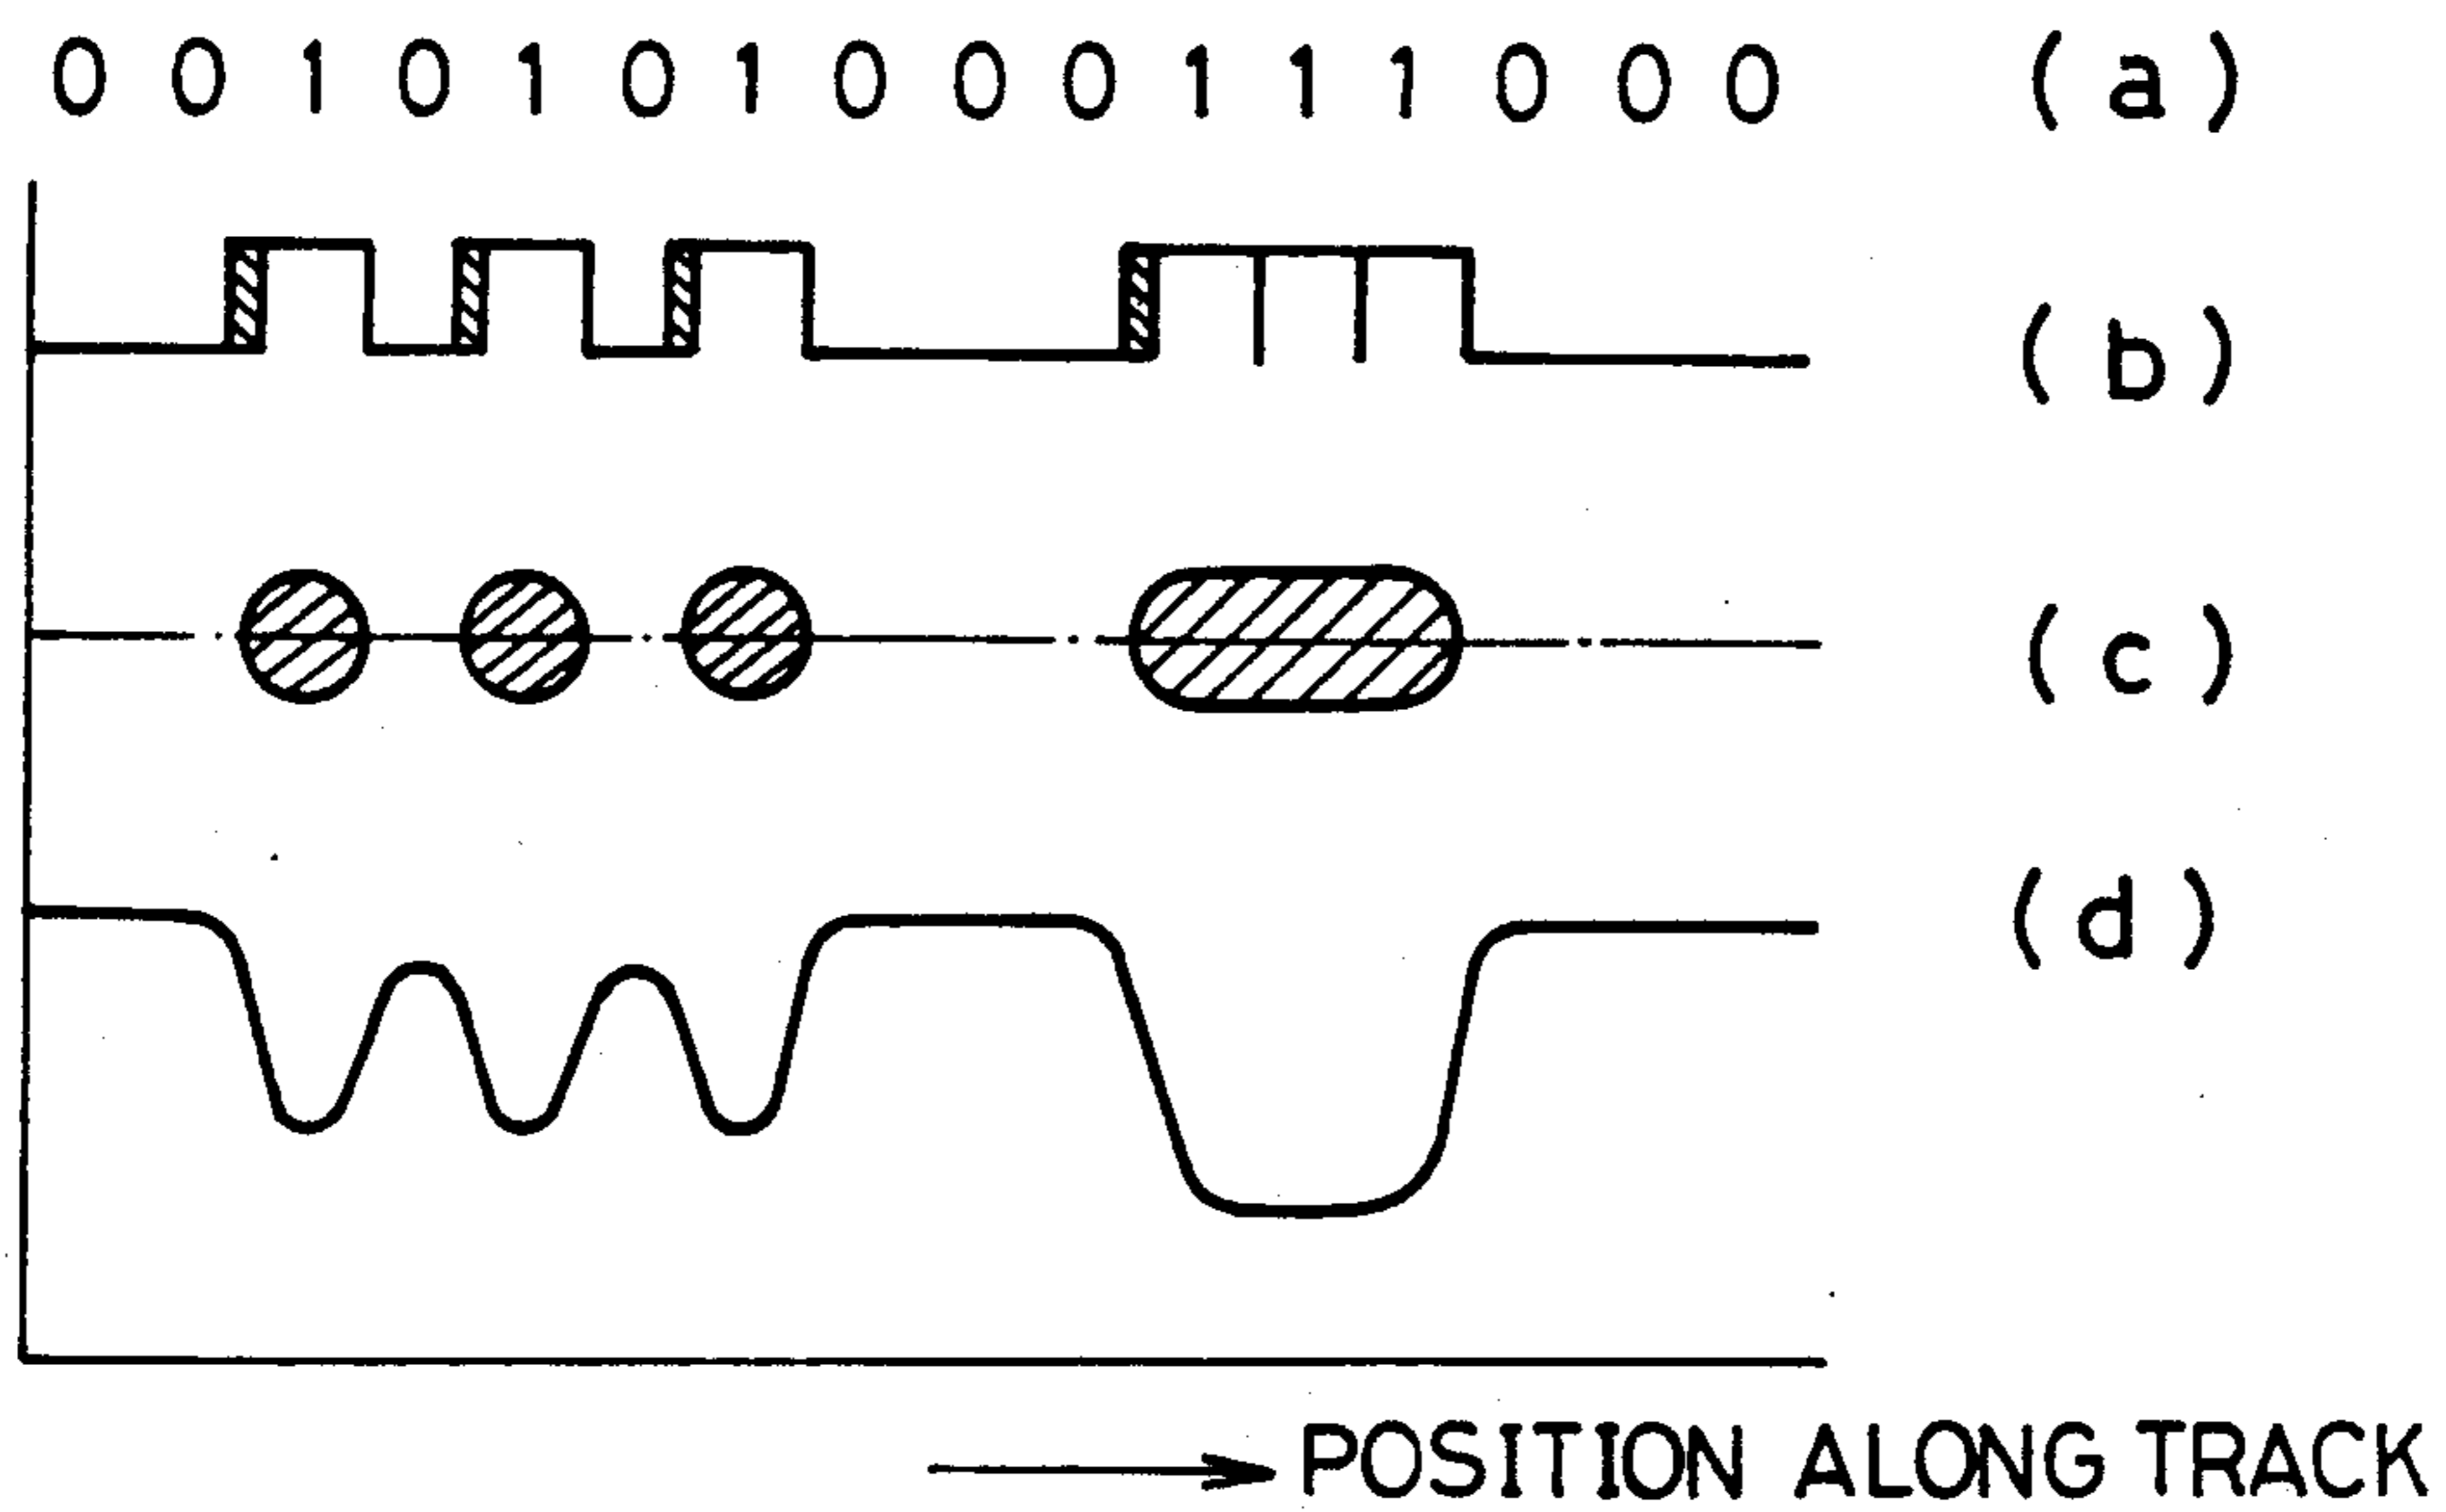 0 0 1 0 1 0 1 0 0 0 1 1 1 0 0 0 (a)
(b)
(c)
(d)
POSITION ALONG TRACK